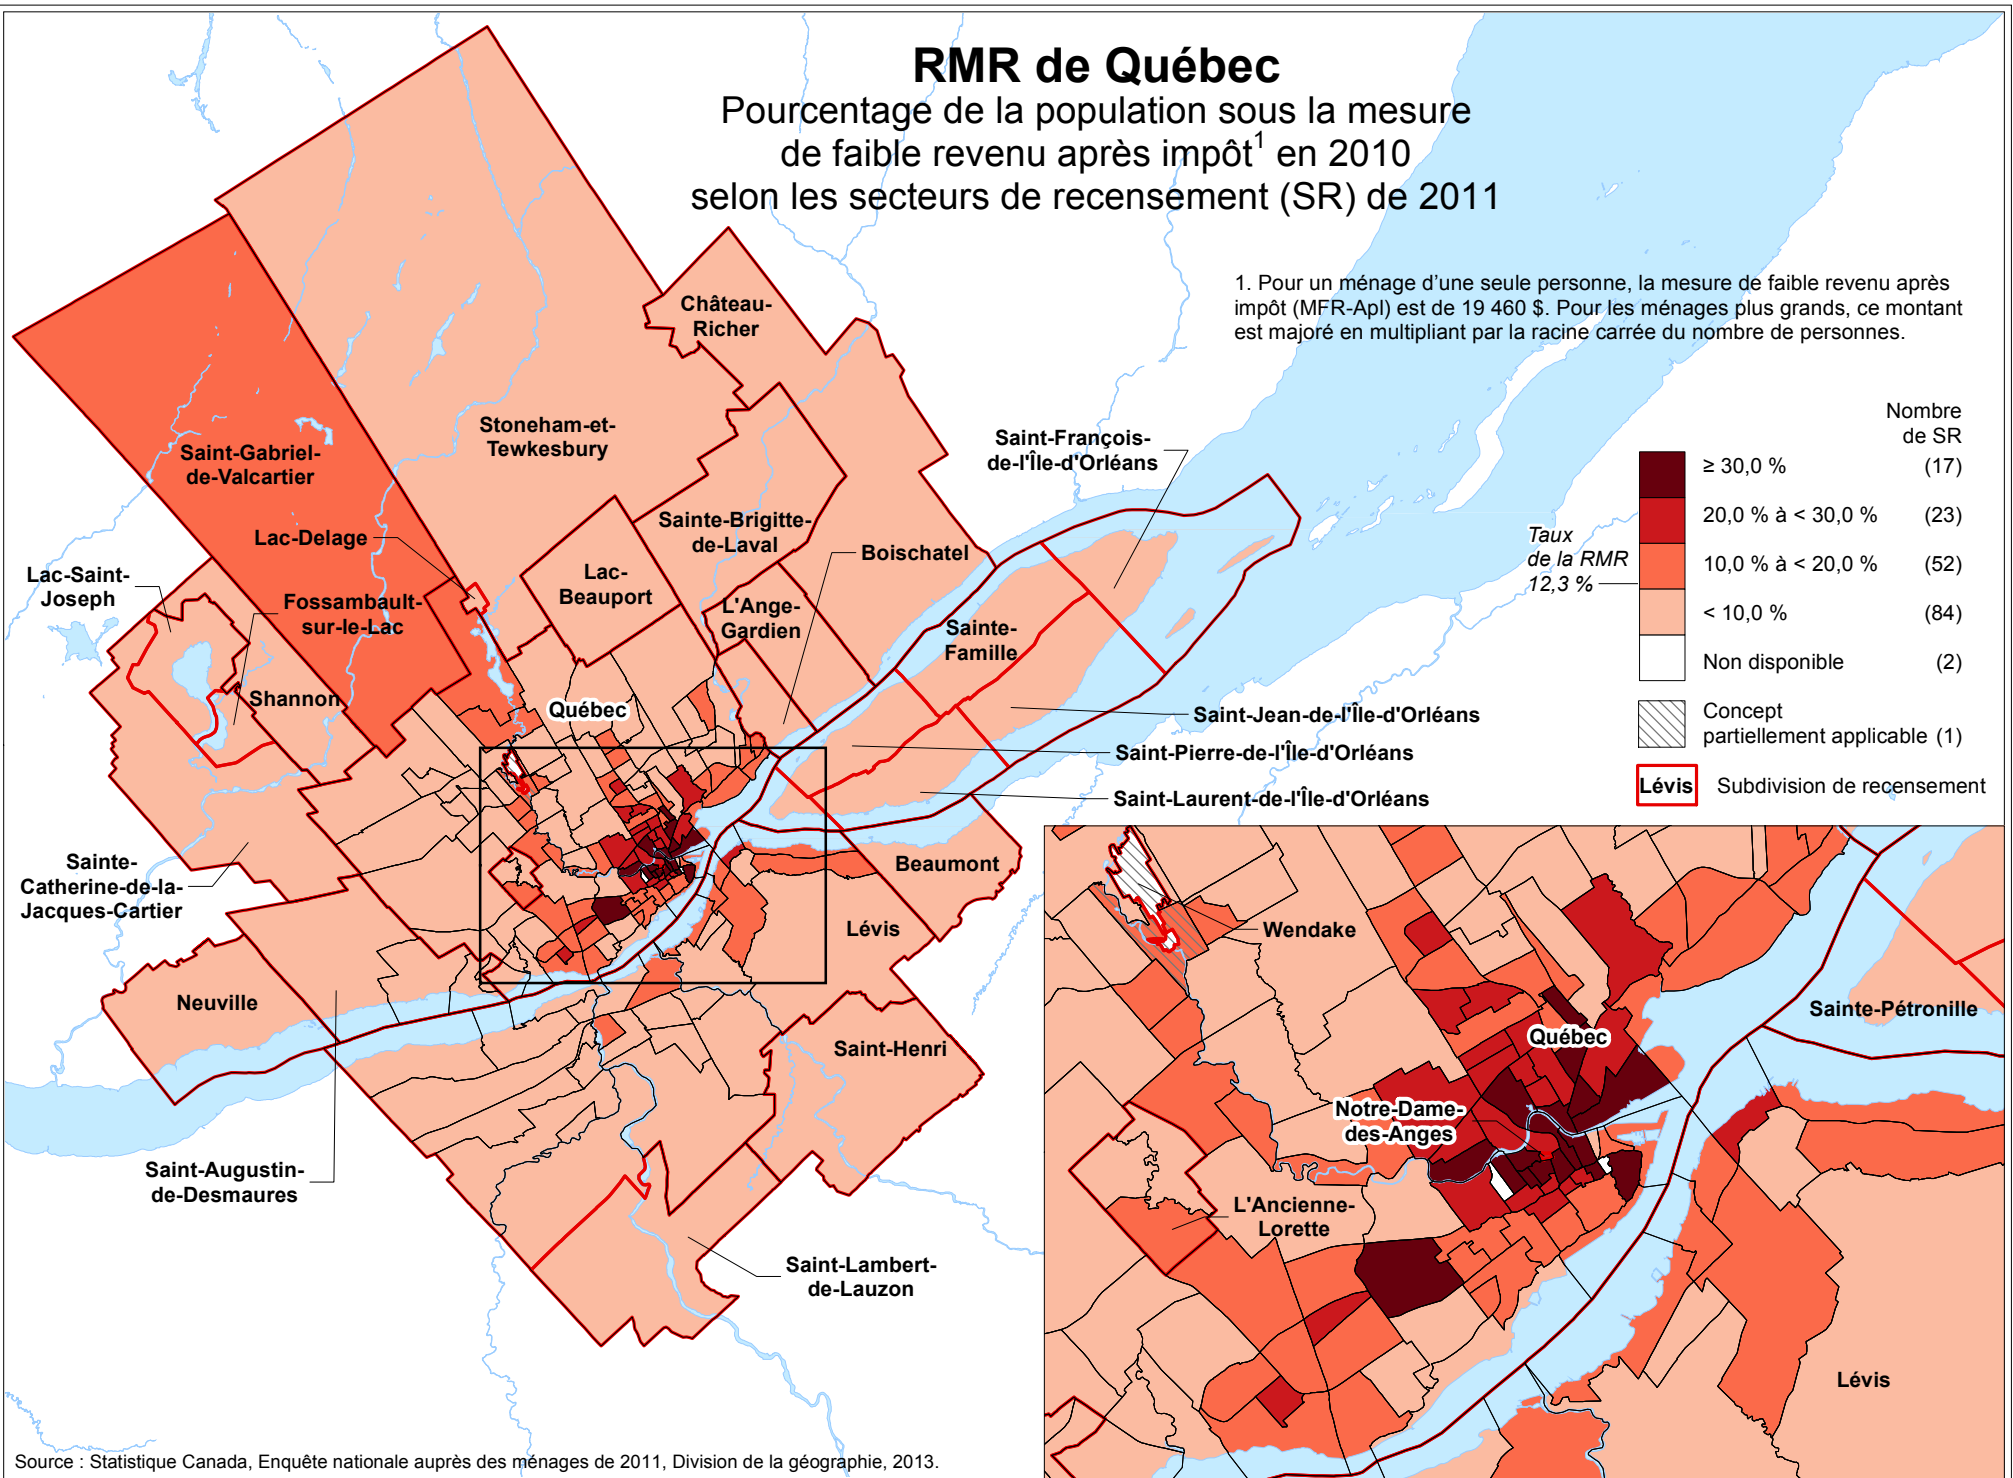 RMR de Québec
Pourcentage de la population sous la mesure
de faible revenu après impôt1 en 2010
selon les secteurs de recensement (SR) de 2011
1. Pour un ménage d'une seule personne, la mesure de faible revenu après
impôt (MFR-ApI) est de 19 460 $. Pour les ménages plus grands, ce montant
est majoré en multipliant par la racine carrée du nombre de personnes.
Nombre
de SR
≥ 30,0 % (17)
20,0 % à < 30,0 % (23)
10,0 % à < 20,0 % (52)
< 10,0 % (84)
Non disponible (2)
Concept
partiellement applicable (1)
Lévis Subdivision de recensement
Taux
de la RMR
12,3 %
Château-
Richer
Stoneham-et-
Tewkesbury
Saint-Gabriel-
de-Valcartier
Saint-François-
de-l'Île-d'Orléans
Sainte-Brigitte-
de-Laval
Lac-Delage
Boischatel
Lac-Saint-
Joseph
Lac-
Beauport
Fossambault-
sur-le-Lac
L'Ange-
Gardien
Sainte-
Famille
Shannon
Québec
Saint-Jean-de-l'Île-d'Orléans
Saint-Pierre-de-l'Île-d'Orléans
Saint-Laurent-de-l'Île-d'Orléans
Sainte-
Catherine-de-la-
Jacques-Cartier
Beaumont
Lévis
Neuville
Saint-Henri
Saint-Augustin-
de-Desmaures
Saint-Lambert-
de-Lauzon
Wendake
Sainte-Pétronille
Québec
Notre-Dame-
des-Anges
L'Ancienne-
Lorette
Lévis
Source : Statistique Canada, Enquête nationale auprès des ménages de 2011, Division de la géographie, 2013.